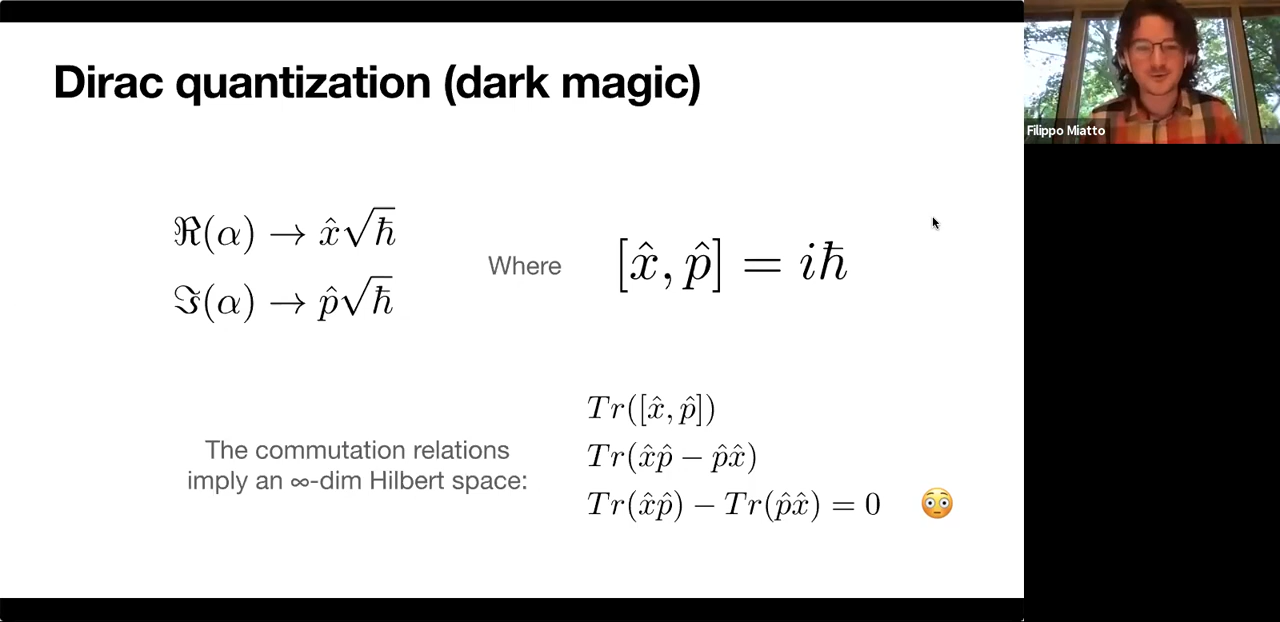 Dirac quantization (dark magic)
ℜ(α) → x̂√ħ
ℑ(α) → p̂√ħ
Where
[x̂, p̂] = iħ
The commutation relations
imply an ∞-dim Hilbert space:
Tr([x̂, p̂])
Tr(x̂p̂ − p̂x̂)
Tr(x̂p̂) − Tr(p̂x̂) = 0 😳
Filippo Miatto